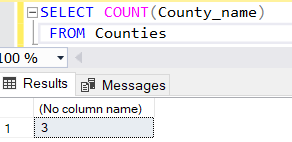 SELECT COUNT(County_name)
FROM Counties
100 %
Results Messages
(No column name)
1 3